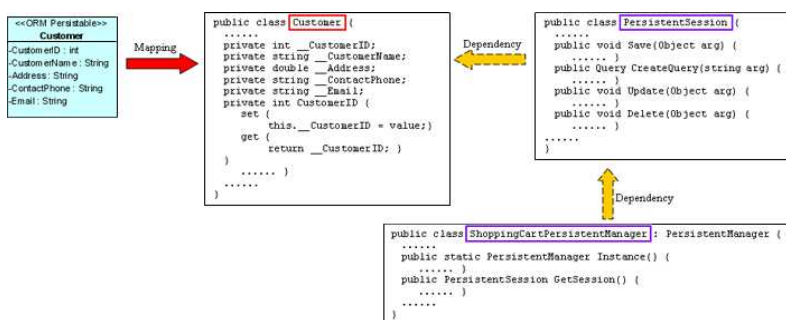 <<ORM Persistable>>
Customer
-CustomerID : int
-CustomerName : String
-Address : String
-ContactPhone : String
-Email : String
Mapping
public class Customer {
......
private int __CustomerID;
private string __CustomerName;
private double __Address;
private string __ContactPhone;
private string __Email;
private int CustomerID {
set {
this.__CustomerID = value;}
get {
return __CustomerID; }
}
...... }
......
}
Dependency
public class PersistentSession {
......
public void Save(Object arg) {
...... }
public Query CreateQuery(string arg) {
...... }
public void Update(Object arg) {
...... }
public void Delete(Object arg) {
...... }
......
}
Dependency
public class ShoppingCartPersistentManager : PersistentManager {
......
public static PersistentManager Instance() {
...... }
public PersistentSession GetSession() {
...... }
......
}